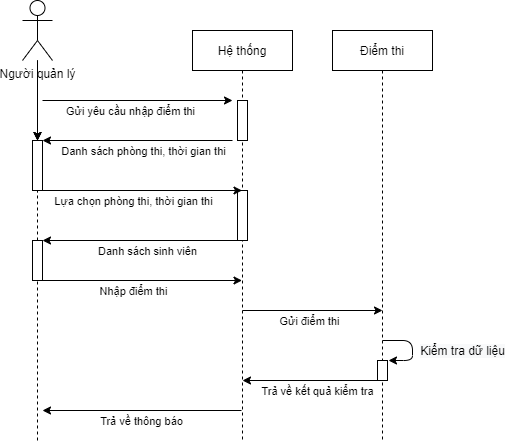 Hệ thống
Điểm thi
Người quản lý
Gửi yêu cầu nhập điểm thi
Danh sách phòng thi, thời gian thi
Lựa chọn phòng thi, thời gian thi
Danh sách sinh viên
Nhập điểm thi
Gửi điểm thi
Kiểm tra dữ liệu
Trả về kết quả kiểm tra
Trả về thông báo